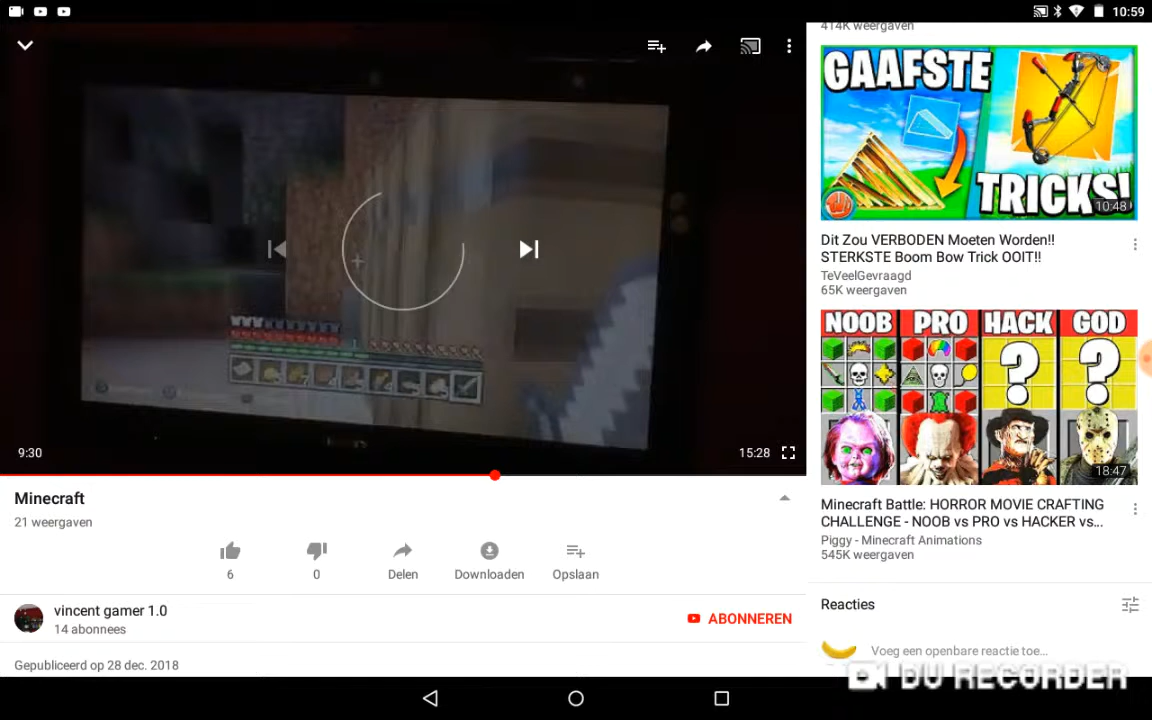 10:59
414K weergaven
GAAFSTE
TRICKS!
10:48
Dit Zou VERBODEN Moeten Worden!!
STERKSTE Boom Bow Trick OOIT!!
TeVeelGevraagd
65K weergaven
NOOB PRO HACK GOD
? ?
18:47
Minecraft Battle: HORROR MOVIE CRAFTING
CHALLENGE - NOOB vs PRO vs HACKER vs...
Piggy - Minecraft Animations
545K weergaven
9:30
15:28
Minecraft
21 weergaven
6
0
Delen
Downloaden
Opslaan
vincent gamer 1.0
14 abonnees
ABONNEREN
Gepubliceerd op 28 dec. 2018
Reacties
Voeg een openbare reactie toe...
DU RECORDER